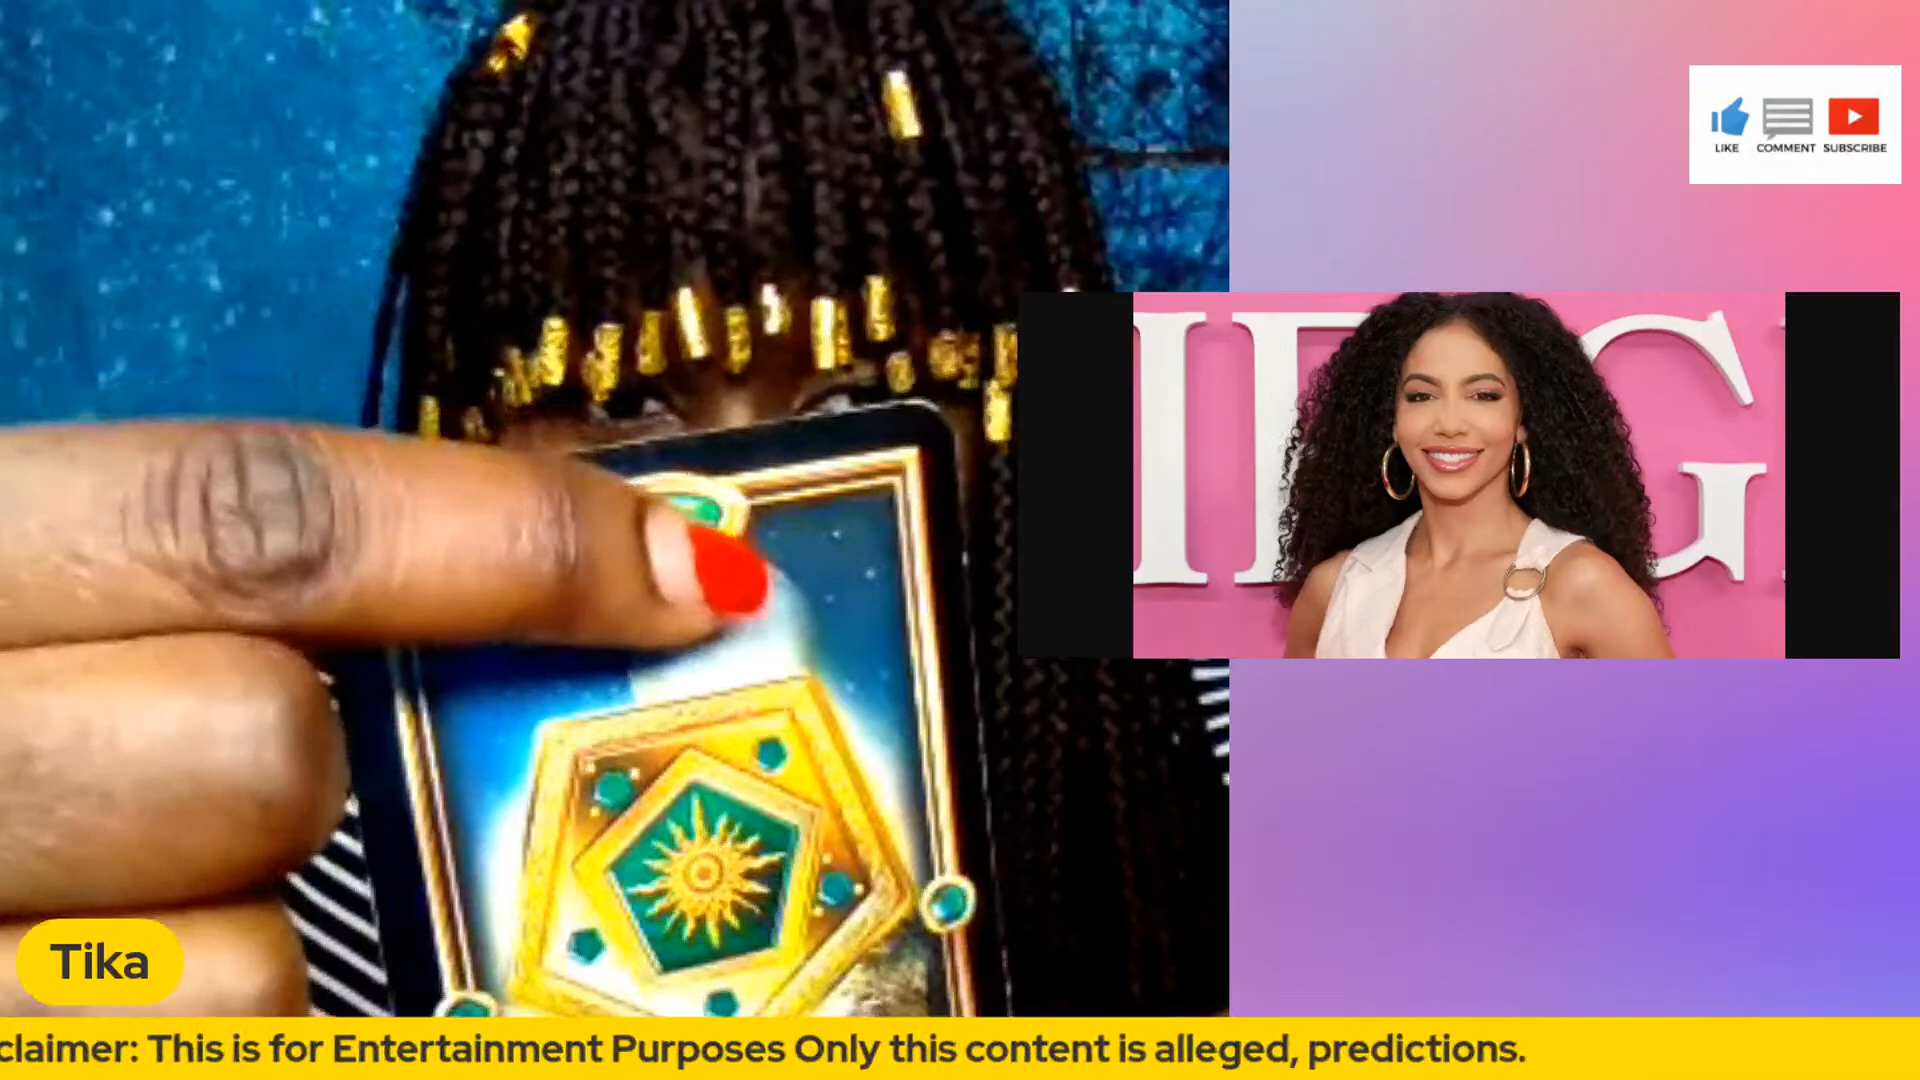 LIKE COMMENT SUBSCRIBE
G
Tika
claimer: This is for Entertainment Purposes Only this content is alleged, predictions.